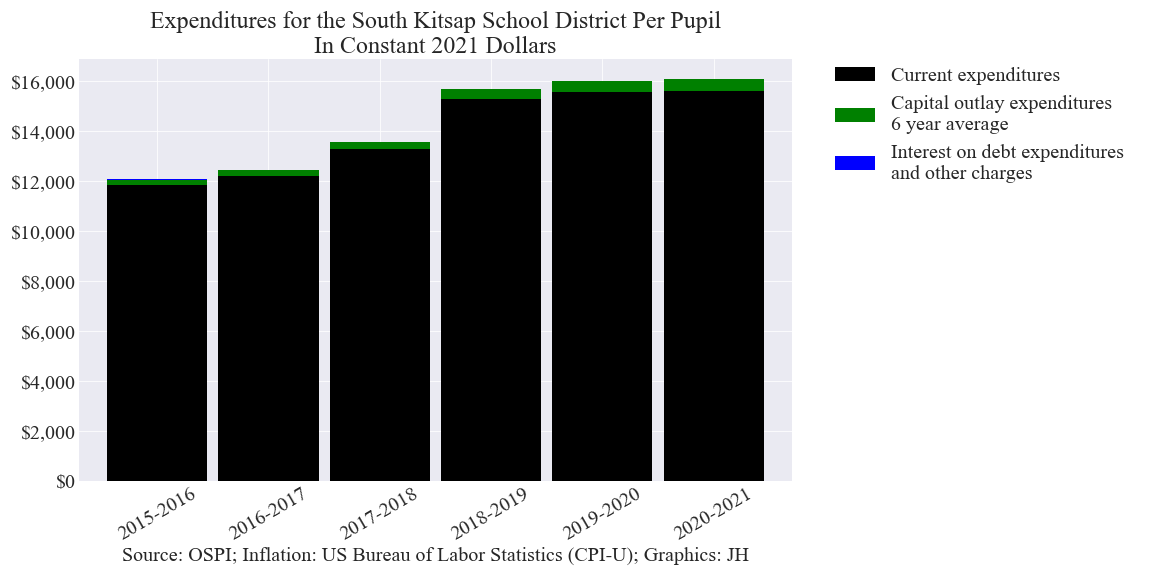 Expenditures for the South Kitsap School District Per Pupil
In Constant 2021 Dollars
$16,000
$14,000
$12,000
$10,000
$8,000
$6,000
$4,000
$2,000
$0
2015-2016
2016-2017
2017-2018
2018-2019
2019-2020
2020-2021
Source: OSPI; Inflation: US Bureau of Labor Statistics (CPI-U); Graphics: JH
Current expenditures
Capital outlay expenditures
6 year average
Interest on debt expenditures
and other charges